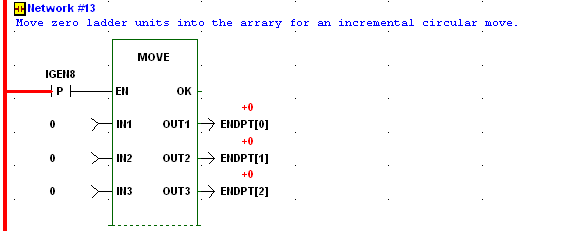 Network #13
Move zero ladder units into the arrary for an incremental circular move.
MOVE
IGEN8
P EN OK
+0
0 IN1 OUT1 ENDPT[0]
+0
0 IN2 OUT2 ENDPT[1]
+0
0 IN3 OUT3 ENDPT[2]